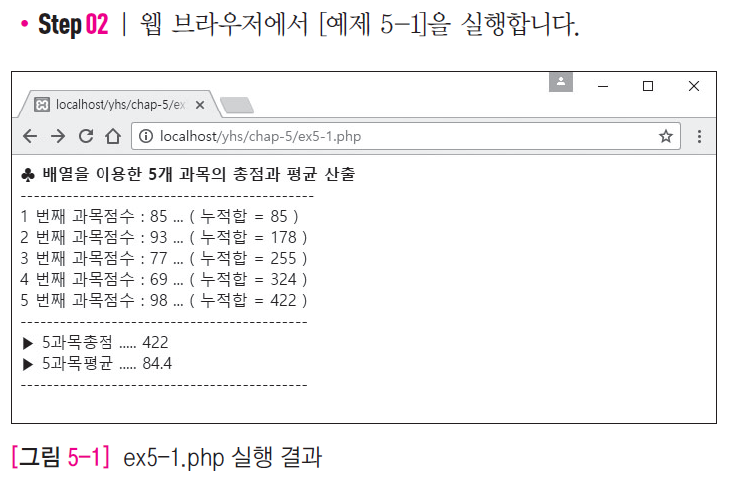 • Step 02 | 웹 브라우저에서 [예제 5-1]을 실행합니다.
localhost/yhs/chap-5/ex
localhost/yhs/chap-5/ex5-1.php
♣ 배열을 이용한 5개 과목의 총점과 평균 산출
--------------------------------------------
1 번째 과목점수 : 85 ... ( 누적합 = 85 )
2 번째 과목점수 : 93 ... ( 누적합 = 178 )
3 번째 과목점수 : 77 ... ( 누적합 = 255 )
4 번째 과목점수 : 69 ... ( 누적합 = 324 )
5 번째 과목점수 : 98 ... ( 누적합 = 422 )
-------------------------------------------
▶ 5과목총점 ..... 422
▶ 5과목평균 ..... 84.4
-------------------------------------------
[그림 5-1] ex5-1.php 실행 결과